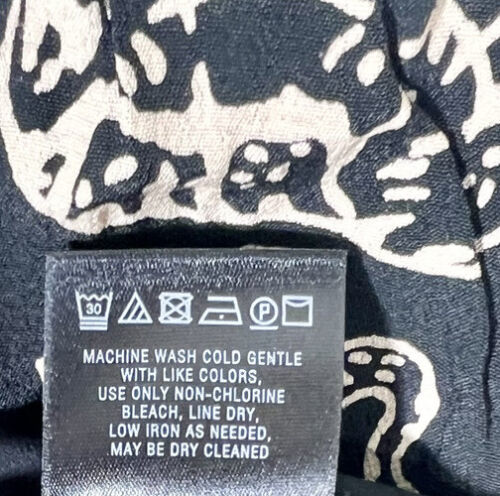 30 P
MACHINE WASH COLD GENTLE
WITH LIKE COLORS,
USE ONLY NON-CHLORINE
BLEACH, LINE DRY,
LOW IRON AS NEEDED,
MAY BE DRY CLEANED